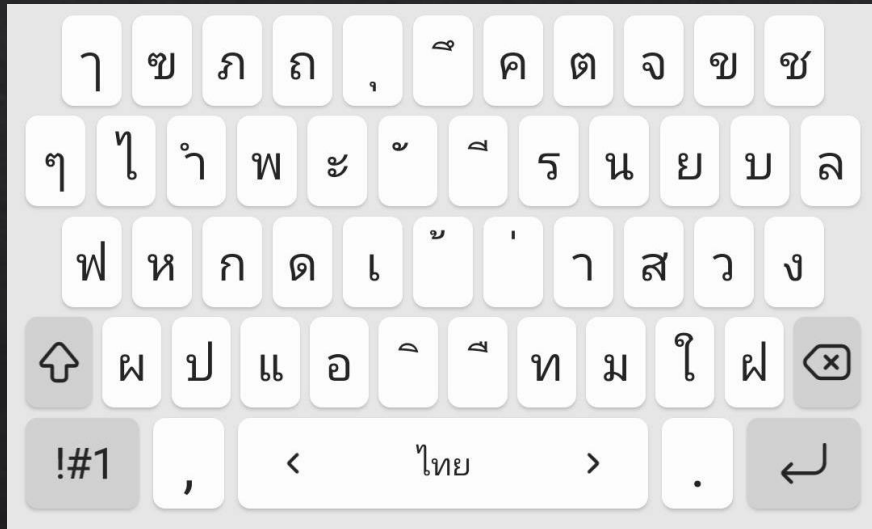 ๅ ฃ ภ ถ ุ ึ ค ต จ ข ช
ๆ ไ ำ พ ะ ั ี ร น ย บ ล
ฟ ห ก ด เ ้ ่ า ส ว ง
ผ ป แ อ ิ ื ท ม ใ ฝ
!#1 , < ไทย > .